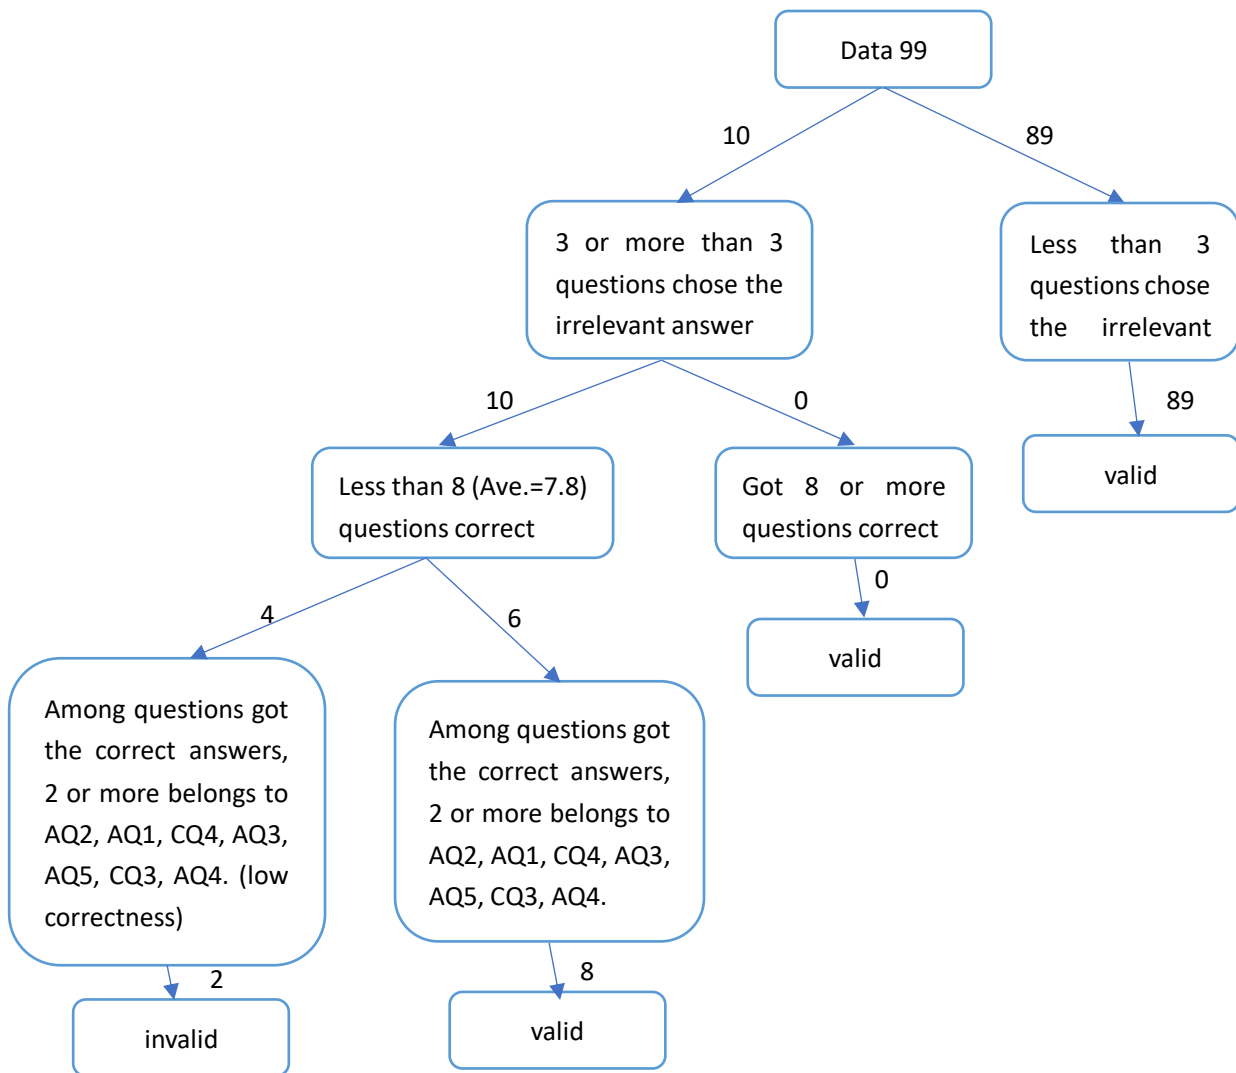 Data 99
10
89
3 or more than 3
questions chose the
irrelevant answer
Less than 3
questions chose
the irrelevant
10
0
89
Less than 8 (Ave.=7.8)
questions correct
Got 8 or more
questions correct
valid
4
6
0
valid
Among questions got
the correct answers,
2 or more belongs to
AQ2, AQ1, CQ4, AQ3,
AQ5, CQ3, AQ4. (low
correctness)
Among questions got
the correct answers,
2 or more belongs to
AQ2, AQ1, CQ4, AQ3,
AQ5, CQ3, AQ4.
2
8
invalid
valid